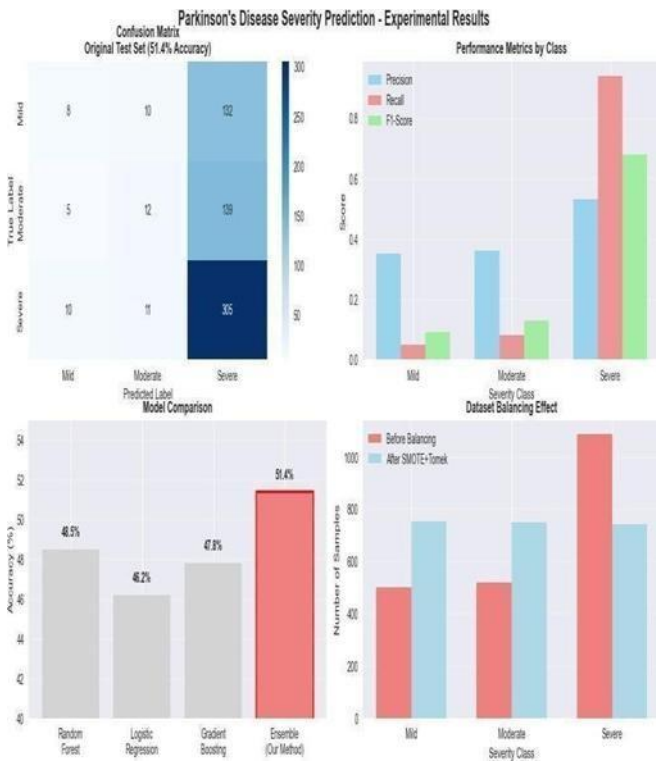 Parkinson's Disease Severity Prediction - Experimental Results
Confusion Matrix
Original Test Set (51.4% Accuracy)
True Label
Mild
Moderate
Severe
8 10 132
5 12 139
10 11 305
Mild Moderate Severe
Predicted Label
300
250
200
150
100
50
Performance Metrics by Class
Precision
Recall
F1-Score
Score
0.8
0.6
0.4
0.2
0.0
Mild Moderate Severe
Severity Class
Model Comparison
Accuracy (%)
54
52
50
48
46
44
42
40
48.5%
46.2%
47.8%
51.4%
Random
Forest
Logistic
Regression
Gradient
Boosting
Ensemble
(Our Method)
Dataset Balancing Effect
Before Balancing
After SMOTE+Tomek
Number of Samples
1000
800
600
400
200
0
Mild Moderate Severe
Severity Class